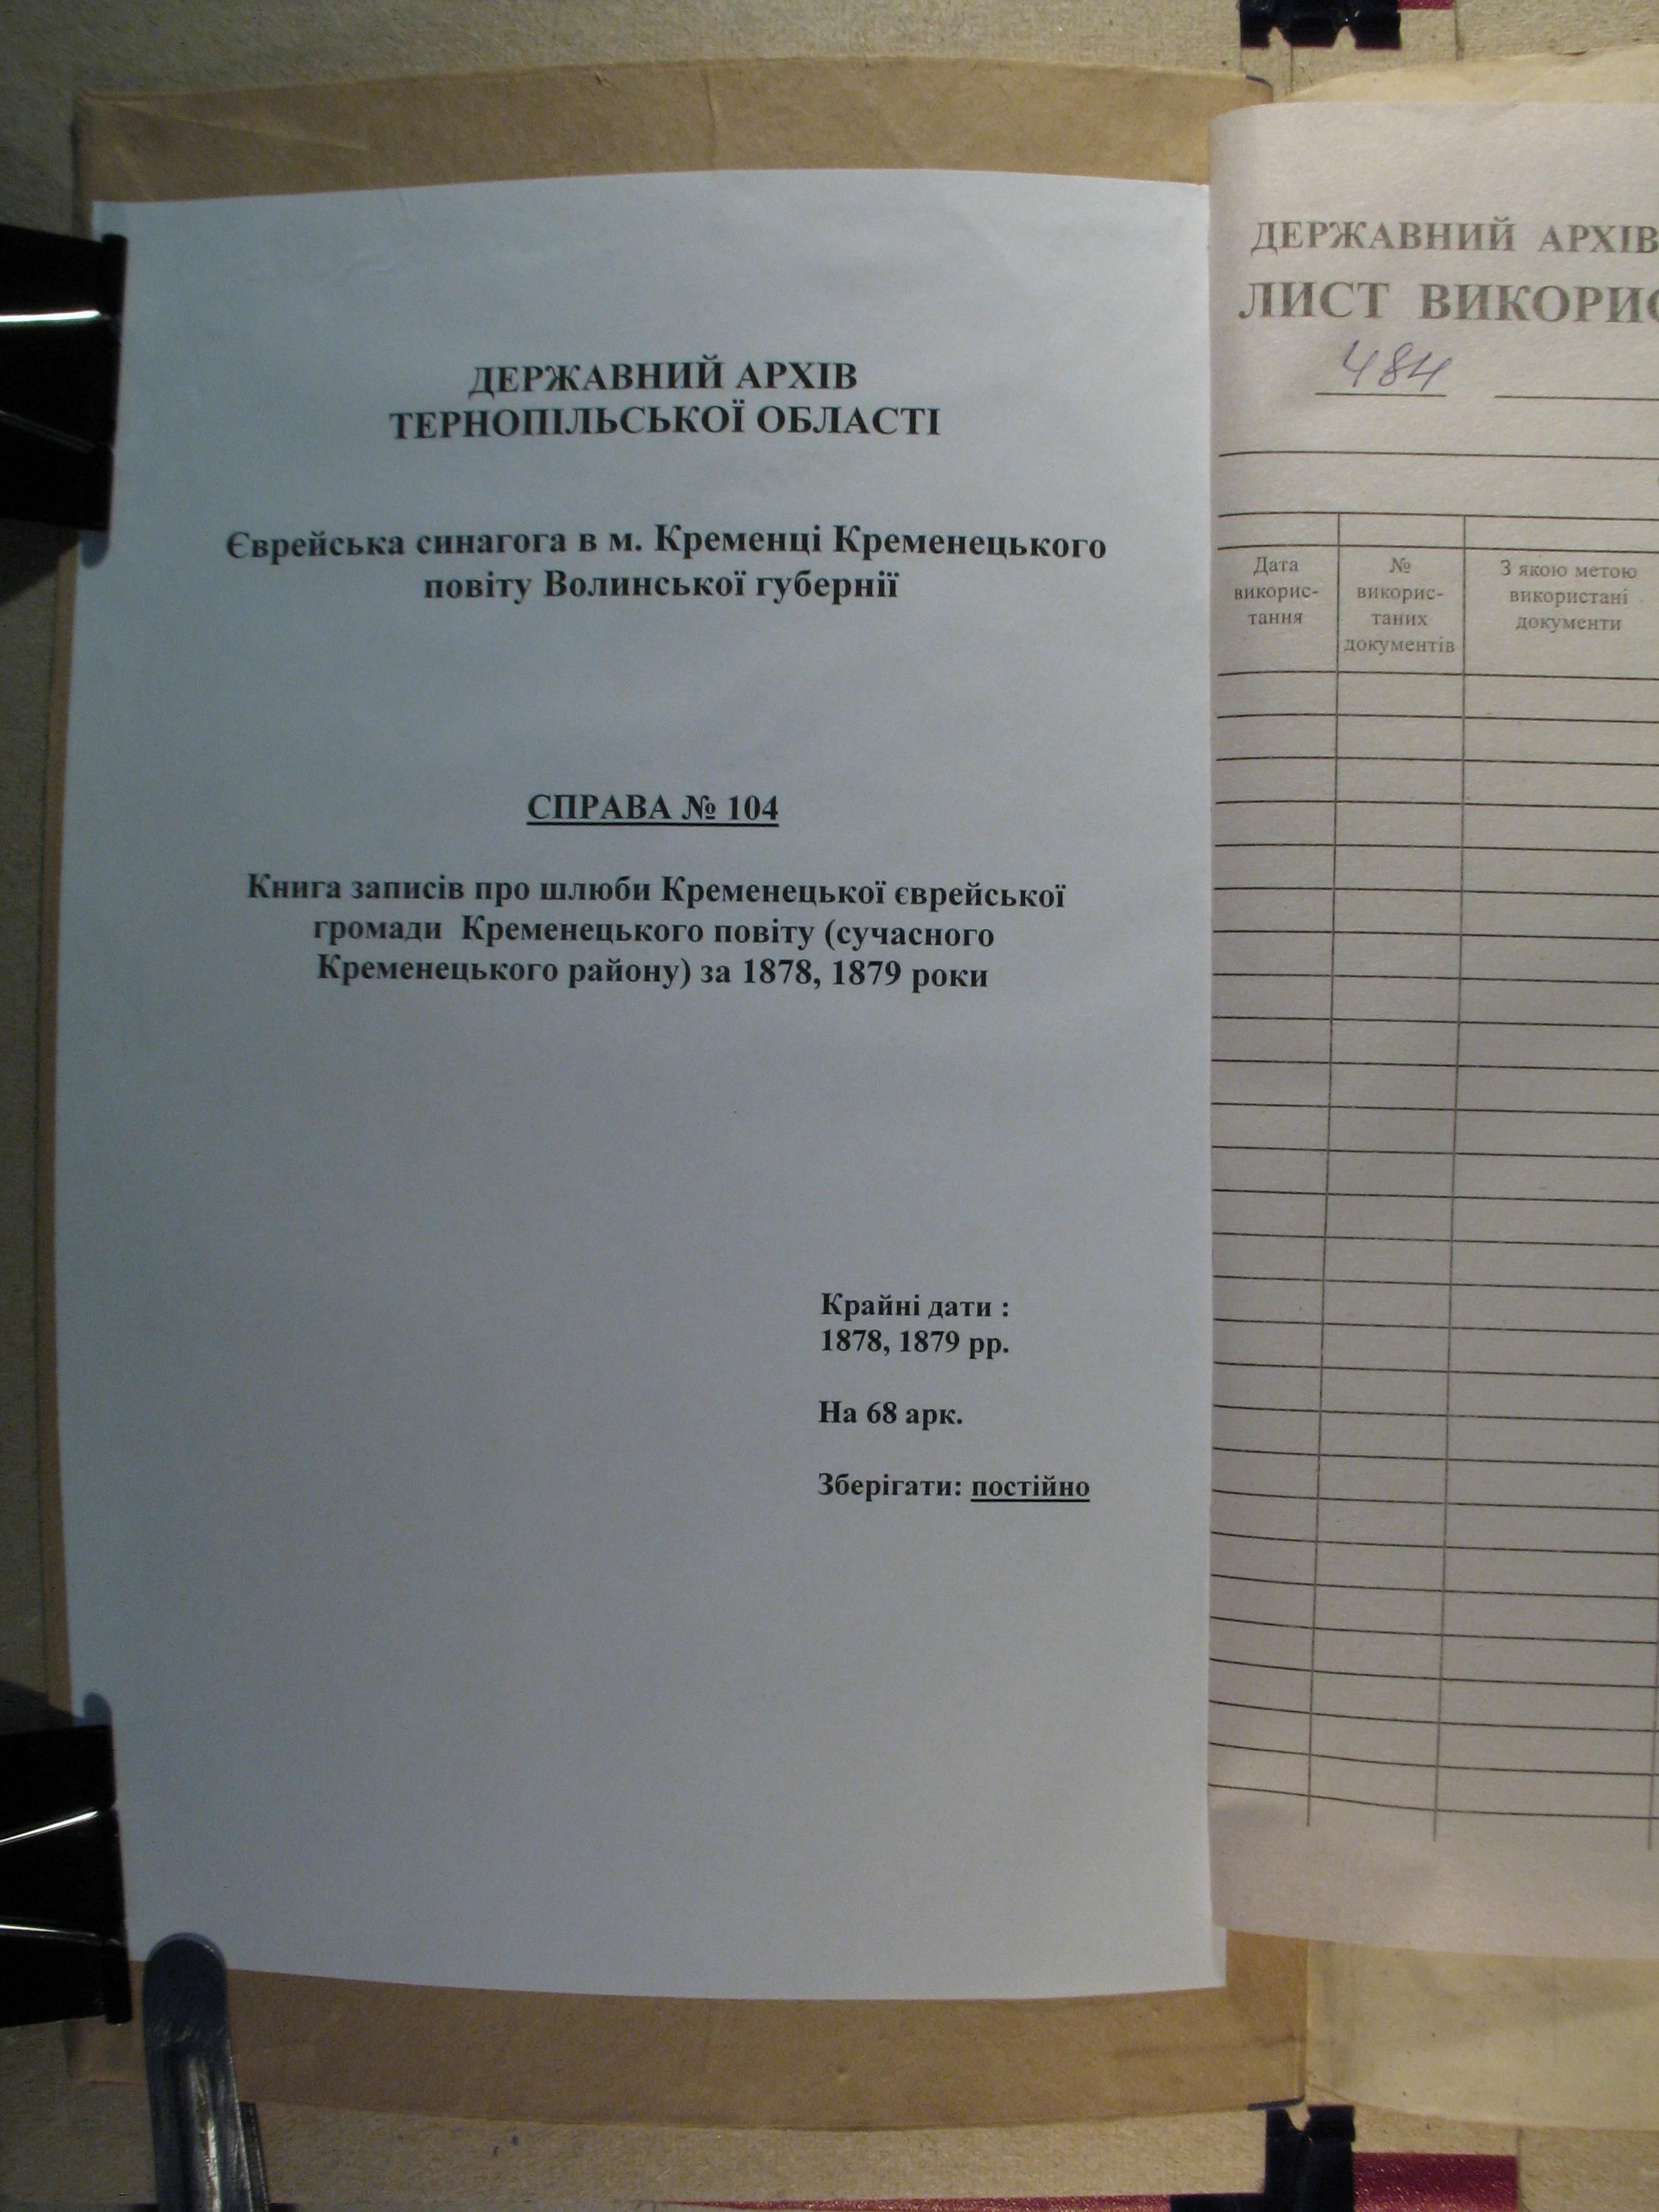 ДЕРЖАВНИЙ АРХІВ
ТЕРНОПІЛЬСЬКОЇ ОБЛАСТІ
Єврейська синагога в м. Кременці Кременецького
повіту Волинської губернії
СПРАВА № 104
Книга записів про шлюби Кременецької єврейської
громади Кременецького повіту (сучасного
Кременецького району) за 1878, 1879 роки
Крайні дати :
1878, 1879 рр.
На 68 арк.
Зберігати: постійно
ДЕРЖАВНИЙ АРХІВ
ЛИСТ ВИКОРИС
484
Дата
викорис-
тання
№
викорис-
таних
документів
З якою метою
використані
документи